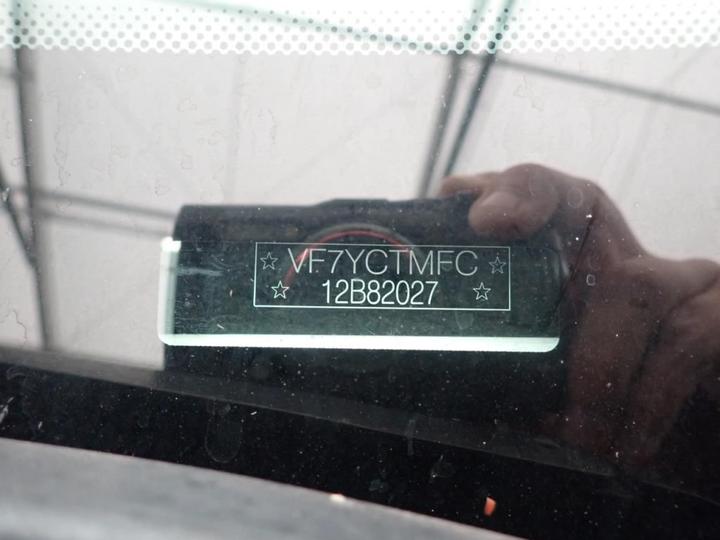 ☆ VF7YCTMFC ☆
☆ 12B82027 ☆